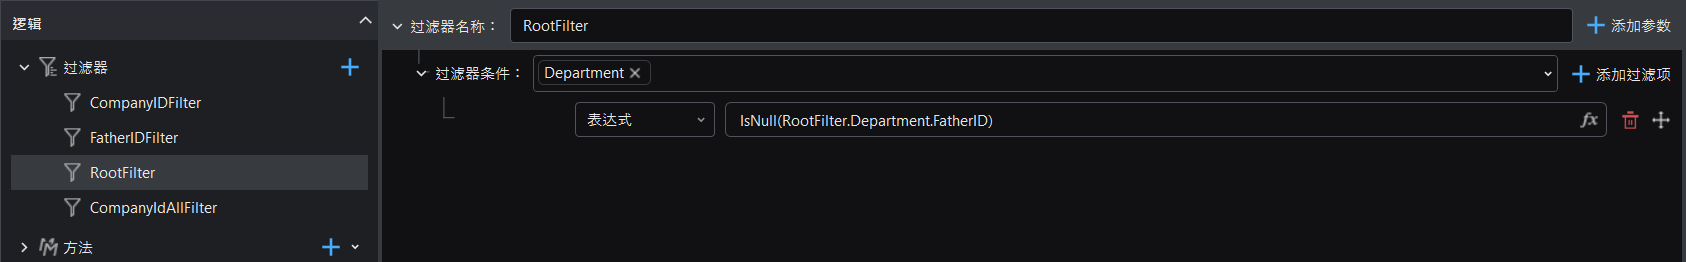 逻辑
过滤器
CompanyIDFilter
FatherIDFilter
RootFilter
CompanyIdAllFilter
方法
过滤器名称： RootFilter 添加参数
过滤器条件： Department 添加过滤项
表达式 IsNull(RootFilter.Department.FatherID) fx